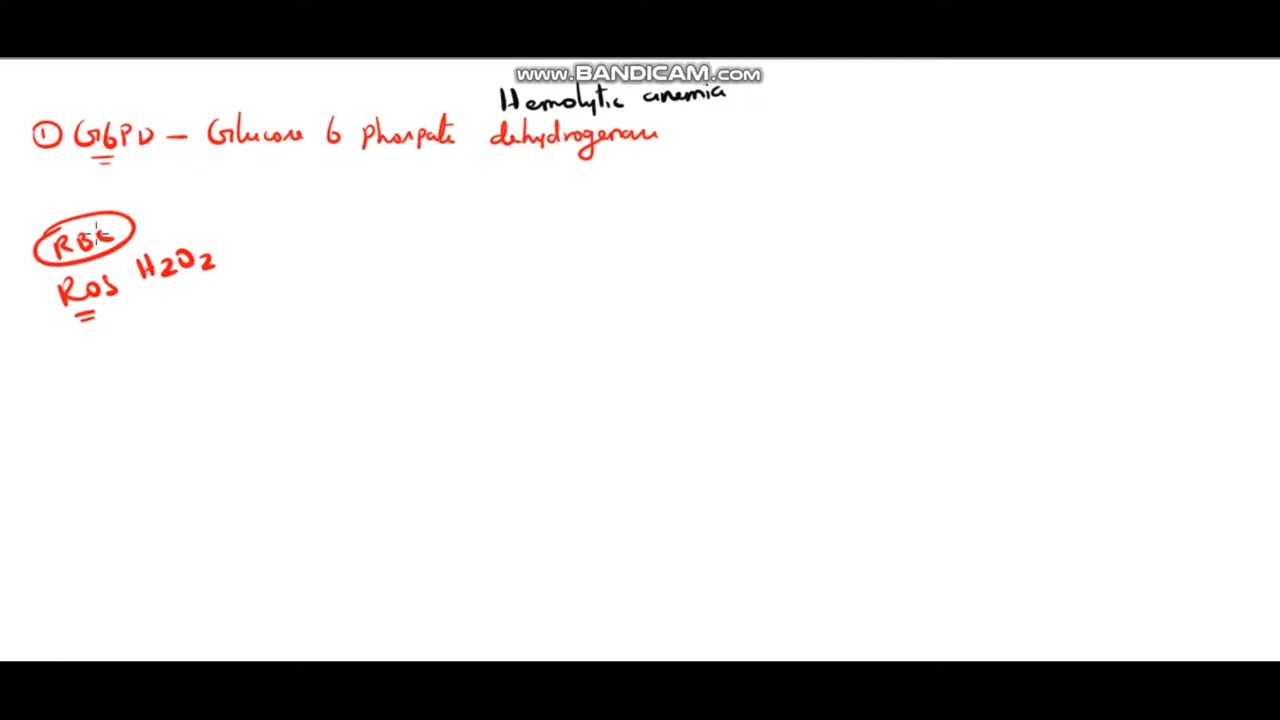 www.BANDICAM.com
Hemolytic anemia
① G6PD - Glucose 6 phospate dehydrogenase
RBC
ROS H2O2